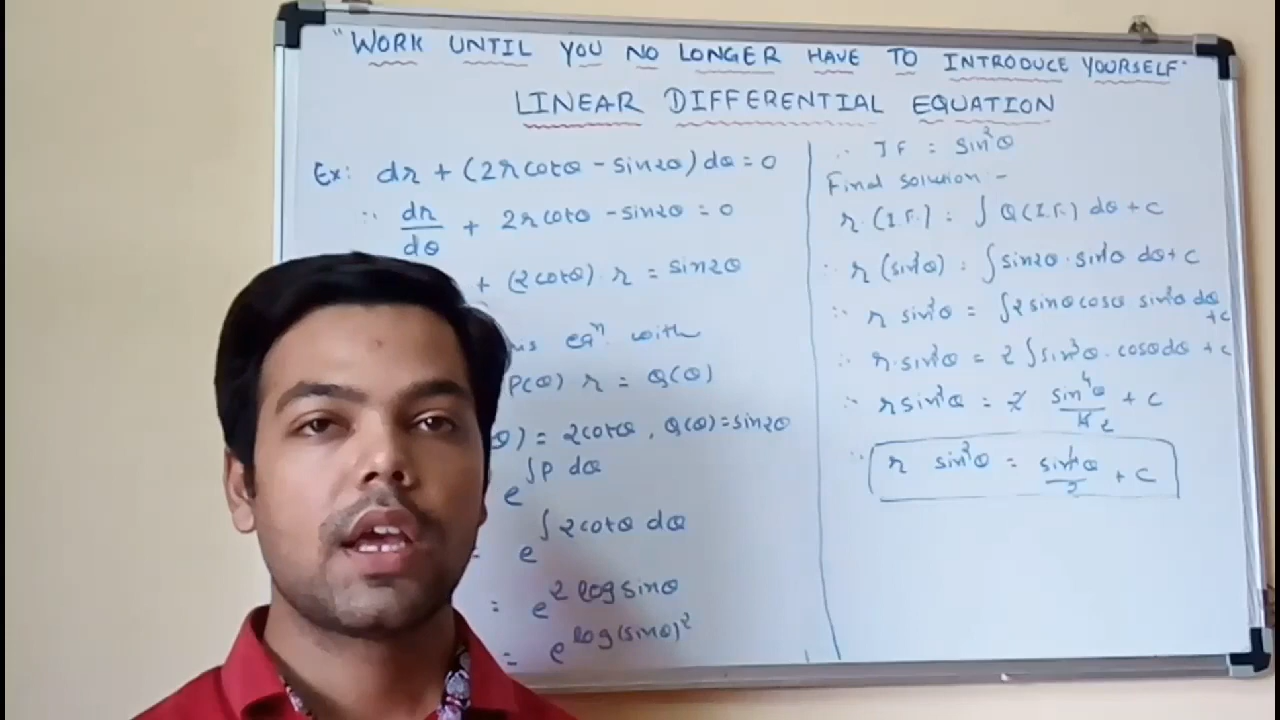 "WORK UNTIL YOU NO LONGER HAVE TO INTRODUCE YOURSELF"
LINEAR DIFFERENTIAL EQUATION
Ex: dr + (2r cotθ - sin2θ) dθ = 0
∴ dr/dθ + 2r cotθ - sin2θ = 0
+ (2cotθ) · r = sin2θ
eqⁿ with
P(θ) r = Q(θ)
θ) = 2cotθ, Q(θ) = sin2θ
e^∫P dθ
= e^∫2cotθ dθ
= e^2 log sinθ
= e^log(sinθ)²
∴ IF = sin²θ
Final solution:-
r · (I.F.) = ∫ Q(I.F.) dθ + C
∴ r (sin²θ) = ∫ sin2θ · sin²θ dθ + C
∴ r sin²θ = ∫ 2 sinθ cosθ sin²θ dθ + C
∴ r · sin²θ = 2 ∫ sin³θ · cosθ dθ + C
∴ r sin²θ = 2 sin⁴θ/4 2 + C
∴ r sin²θ = sin⁴θ/2 + C